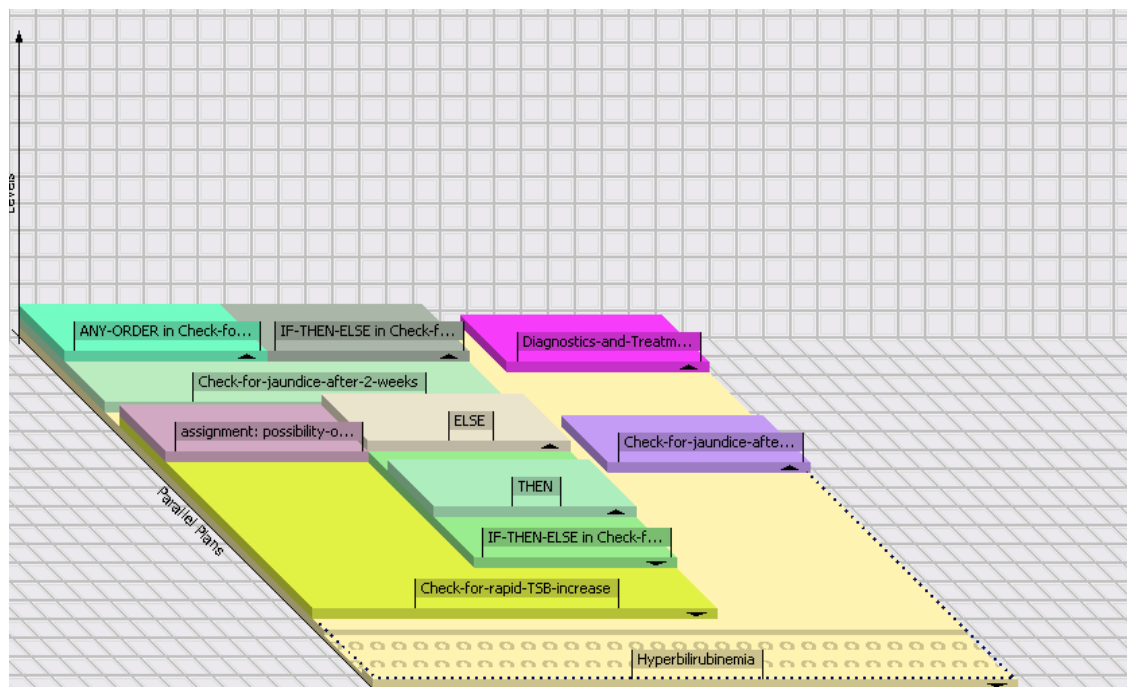 Levels
ANY-ORDER in Check-fo...
IF-THEN-ELSE in Check-f...
Diagnostics-and-Treatm...
Check-for-jaundice-after-2-weeks
assignment: possibility-o...
ELSE
Check-for-jaundice-afte...
THEN
IF-THEN-ELSE in Check-f...
Parallel Plans
Check-for-rapid-TSB-increase
Hyperbilirubinemia